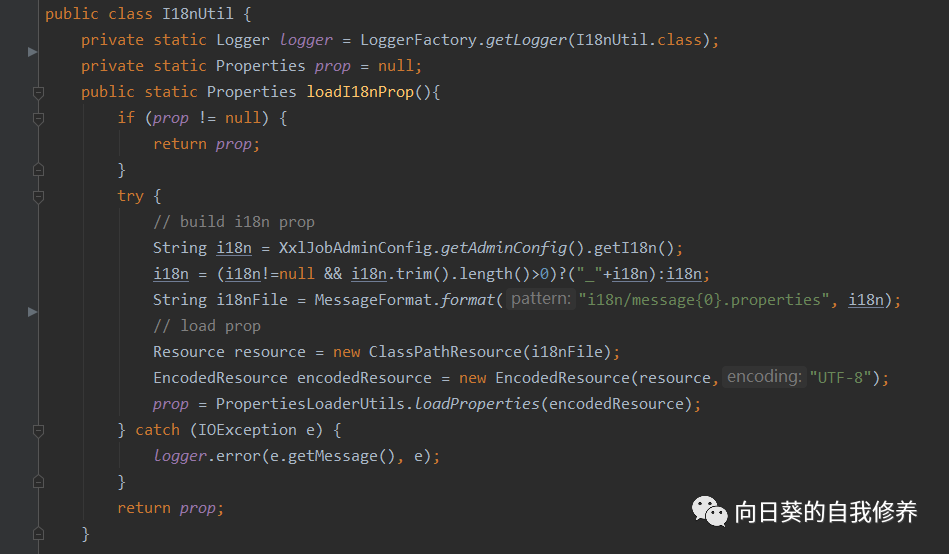 public class I18nUtil {
    private static Logger logger = LoggerFactory.getLogger(I18nUtil.class);
    private static Properties prop = null;
    public static Properties loadI18nProp(){
        if (prop != null) {
            return prop;
        }
        try {
            // build i18n prop
            String i18n = XxlJobAdminConfig.getAdminConfig().getI18n();
            i18n = (i18n!=null && i18n.trim().length()>0)?("_"+i18n):i18n;
            String i18nFile = MessageFormat.format( pattern: "i18n/message{0}.properties", i18n);
            // load prop
            Resource resource = new ClassPathResource(i18nFile);
            EncodedResource encodedResource = new EncodedResource(resource, encoding: "UTF-8");
            prop = PropertiesLoaderUtils.loadProperties(encodedResource);
        } catch (IOException e) {
            logger.error(e.getMessage(), e);
        }
        return prop;
    }
向日葵的自我修养